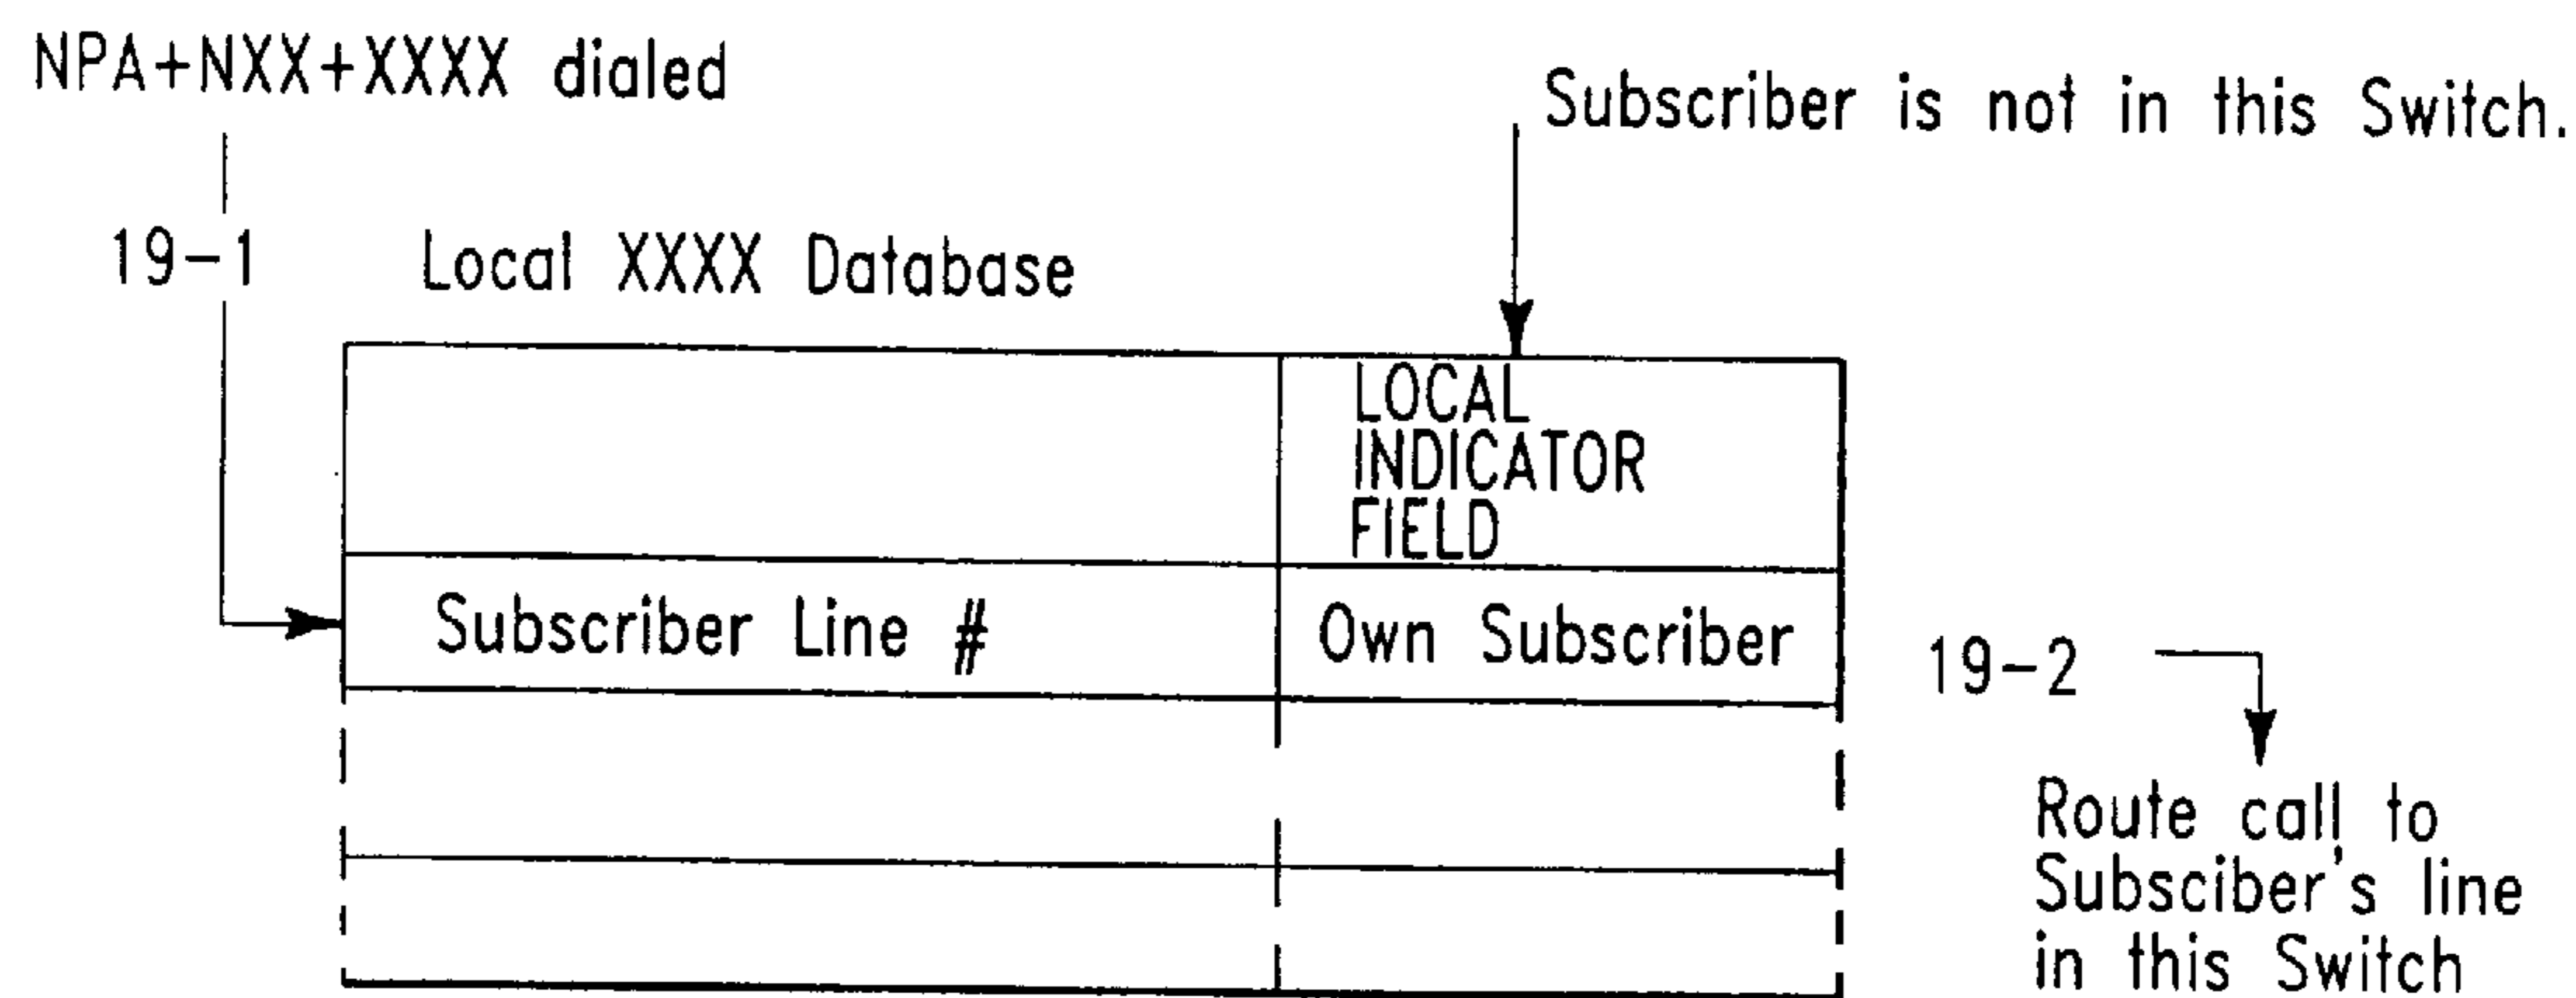 NPA+NXX+XXXX dialed
Subscriber is not in this Switch.
19-1
Local XXXX Database
LOCAL
INDICATOR
FIELD
Subscriber Line #
Own Subscriber
19-2
Route call to
Subsciber's line
in this Switch